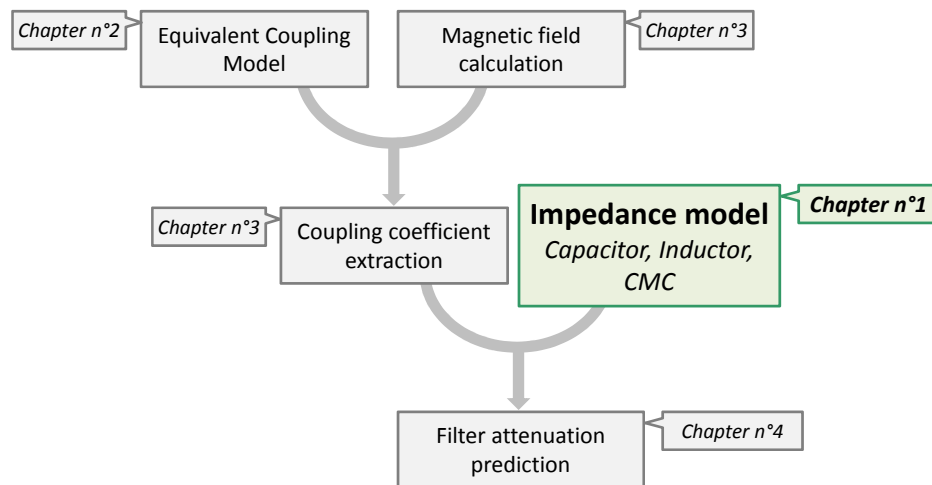 Chapter n°2
Equivalent Coupling
Model
Magnetic field
calculation
Chapter n°3
Chapter n°3
Coupling coefficient
extraction
Impedance model
Capacitor, Inductor,
CMC
Chapter n°1
Filter attenuation
prediction
Chapter n°4